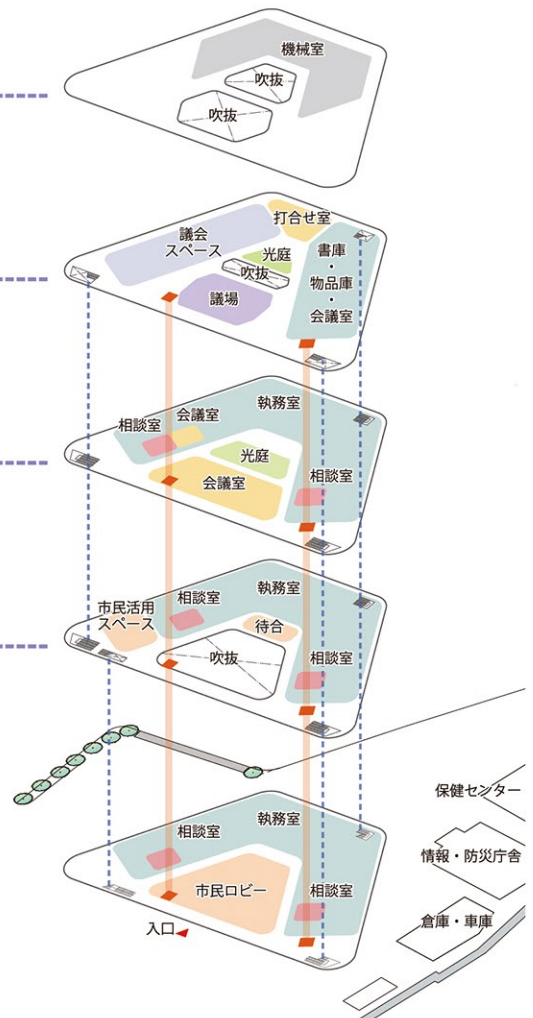 機械室
吹抜
吹抜
打合せ室
議会
スペース
光庭
吹抜
書庫
・
物品庫
・
会議室
議場
執務室
会議室
相談室
光庭
会議室
相談室
執務室
相談室
市民活用
スペース
待合
吹抜
相談室
保健センター
執務室
相談室
情報・防災庁舎
市民ロビー
相談室
倉庫・車庫
入口